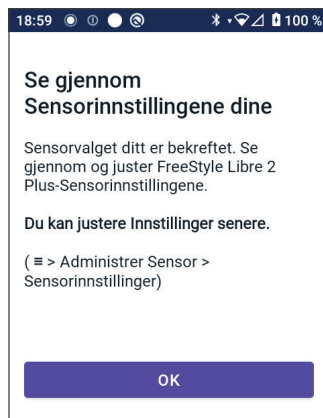 18:59 100 %
Se gjennom
Sensorinnstillingene dine
Sensorvalget ditt er bekreftet. Se
gjennom og juster FreeStyle Libre 2
Plus-Sensorinnstillingene.
Du kan justere Innstillinger senere.
( ≡ > Administrer Sensor >
Sensorinnstillinger)
OK